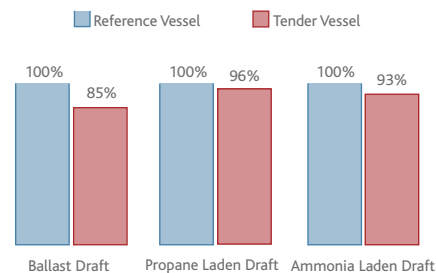 Reference Vessel Tender Vessel
100% 85% 100% 96% 100% 93%
Ballast Draft Propane Laden Draft Ammonia Laden Draft